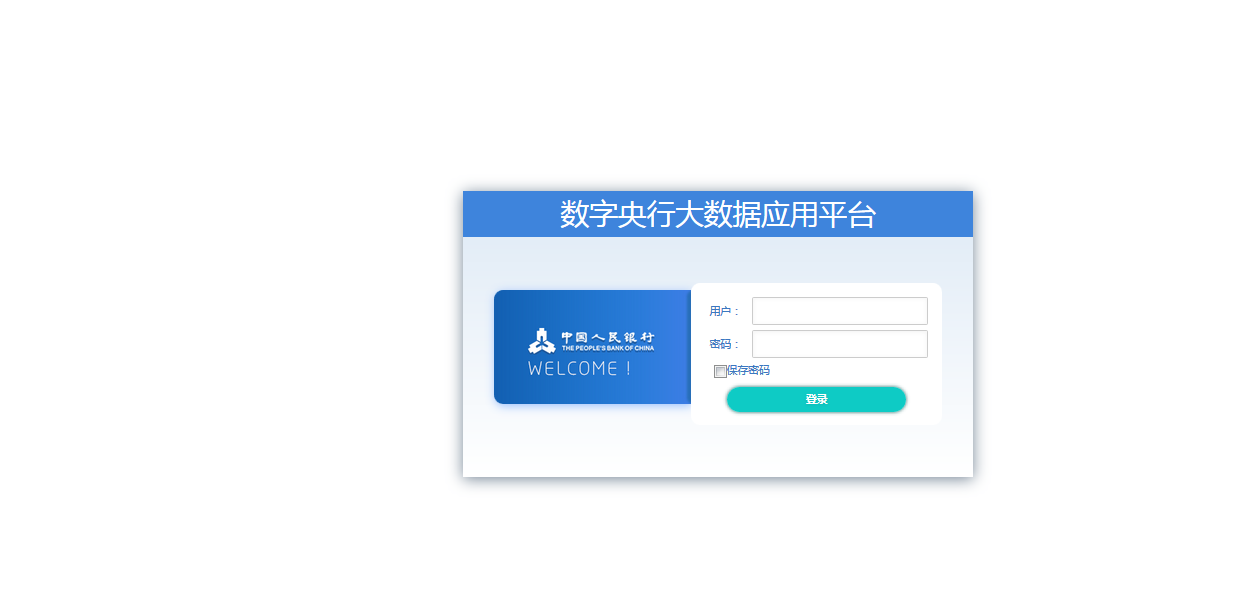 数字央行大数据应用平台
中国人民银行
THE PEOPLE'S BANK OF CHINA
WELCOME！
用户：
密码：
保存密码
登录